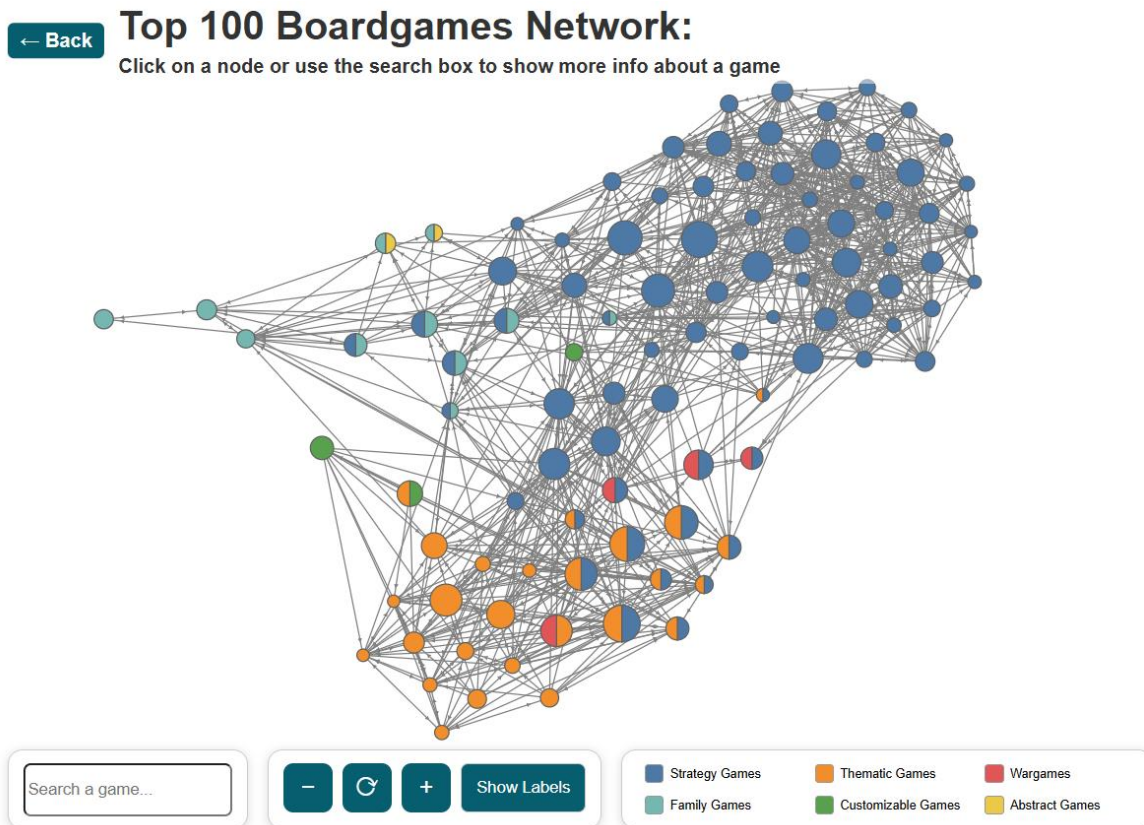 ← Back
Top 100 Boardgames Network:
Click on a node or use the search box to show more info about a game
Search a game...
−
+
Show Labels
Strategy Games
Thematic Games
Wargames
Family Games
Customizable Games
Abstract Games